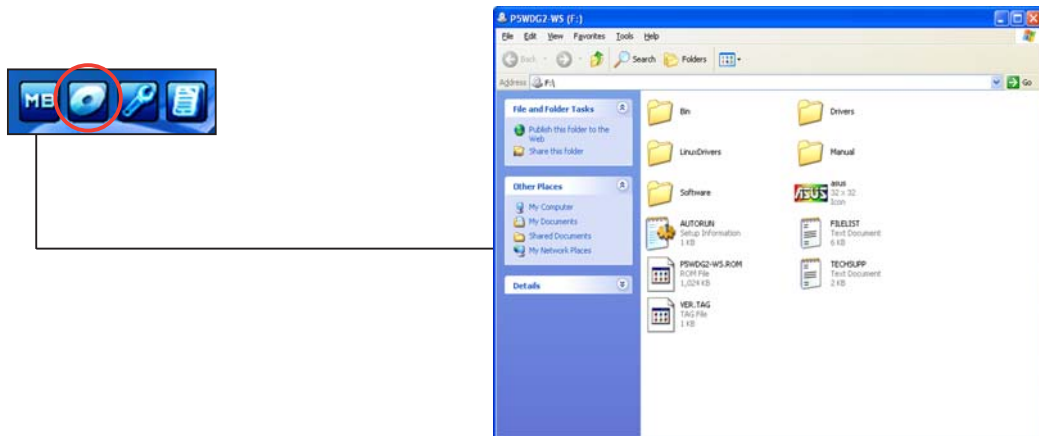 MB
P5WDG2-WS (F:)
File Edit View Favorites Tools Help
Back Search Folders
Address F:\ Go
File and Folder Tasks
Publish this folder to the
Web
Share this folder
Other Places
My Computer
My Documents
Shared Documents
My Network Places
Details
Bin
Drivers
LinuxDrivers
Manual
Software
ASUS
asus
32 x 32
Icon
AUTORUN
Setup Information
1 KB
FILELIST
Text Document
6 KB
P5WDG2-WS.ROM
ROM File
1,024 KB
TECHSUPP
Text Document
2 KB
VER.TAG
TAG File
1 KB